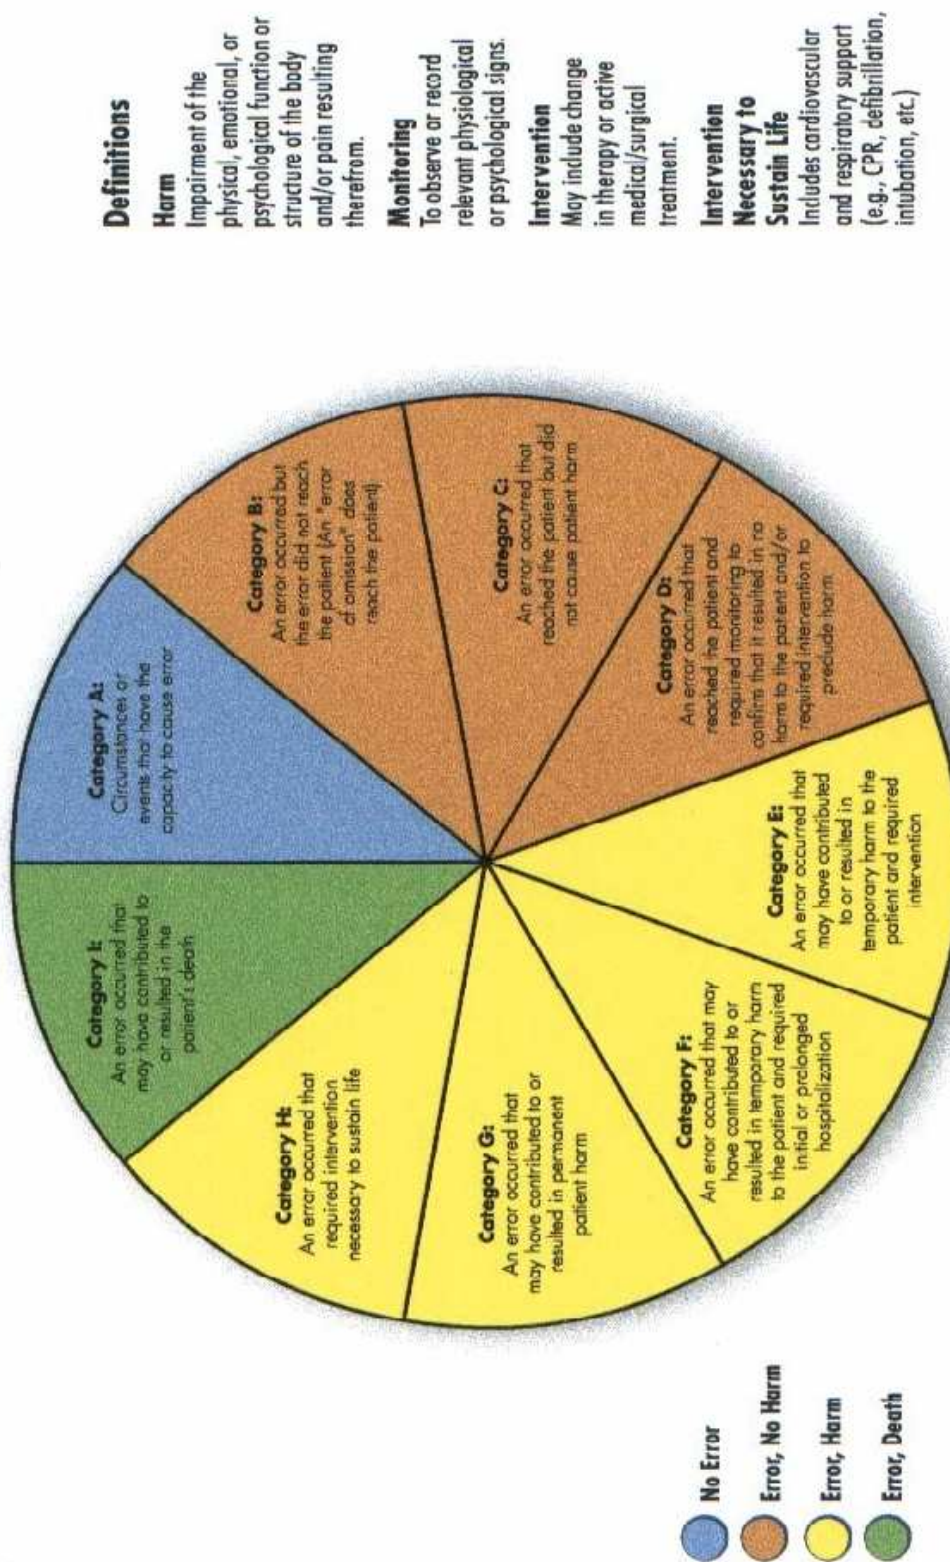 Category A:
Circumstances or
events that have the
capacity to cause error
Category B:
An error occurred but
the error did not reach
the patient (An "error
of omission" does
reach the patient)
Category C:
An error occurred that
reached the patient but did
not cause patient harm
Category D:
An error occurred that
reached the patient and
required monitoring to
confirm that it resulted in no
harm to the patient and/or
required intervention to
preclude harm
Category E:
An error occurred that
may have contributed
to or resulted in
temporary harm to the
patient and required
intervention
Category F:
An error occurred that may
have contributed to or
resulted in temporary harm
to the patient and required
initial or prolonged
hospitalization
Category G:
An error occurred that
may have contributed to or
resulted in permanent
patient harm
Category H:
An error occurred that
required intervention
necessary to sustain life
Category I:
An error occurred that
may have contributed to
or resulted in the
patient's death
No Error
Error, No Harm
Error, Harm
Error, Death
Definitions
Harm
Impairment of the
physical, emotional, or
psychological function or
structure of the body
and/or pain resulting
therefrom.
Monitoring
To observe or record
relevant physiological
or psychological signs.
Intervention
May include change
in therapy or active
medical/surgical
treatment.
Intervention
Necessary to
Sustain Life
Includes cardiovascular
and respiratory support
(e.g., CPR, defibrillation,
intubation, etc.)